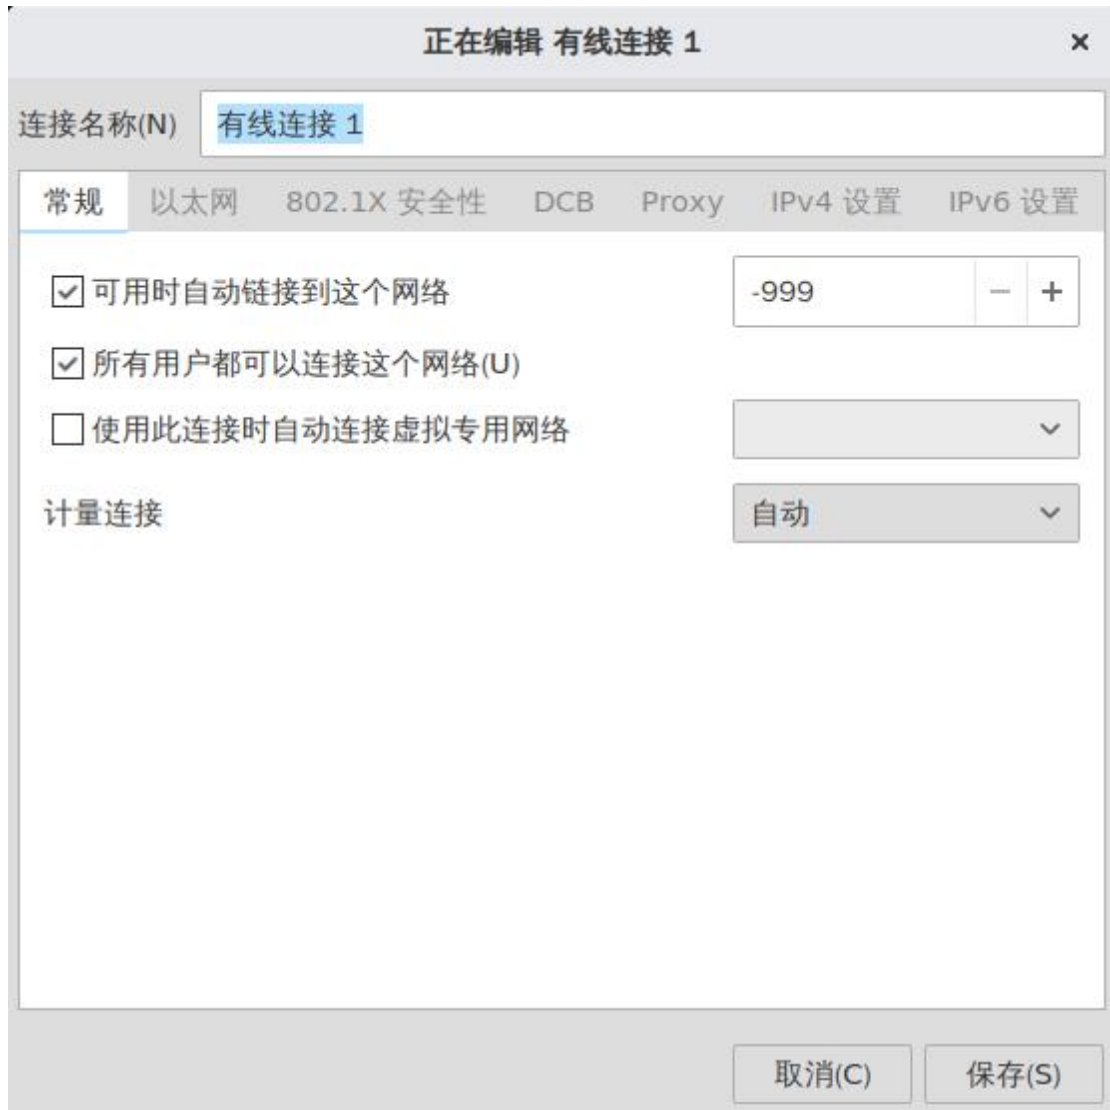 正在编辑 有线连接 1
连接名称(N) 有线连接 1
常规 以太网 802.1X 安全性 DCB Proxy IPv4 设置 IPv6 设置
可用时自动链接到这个网络 -999
所有用户都可以连接这个网络(U)
使用此连接时自动连接虚拟专用网络
计量连接 自动
取消(C) 保存(S)